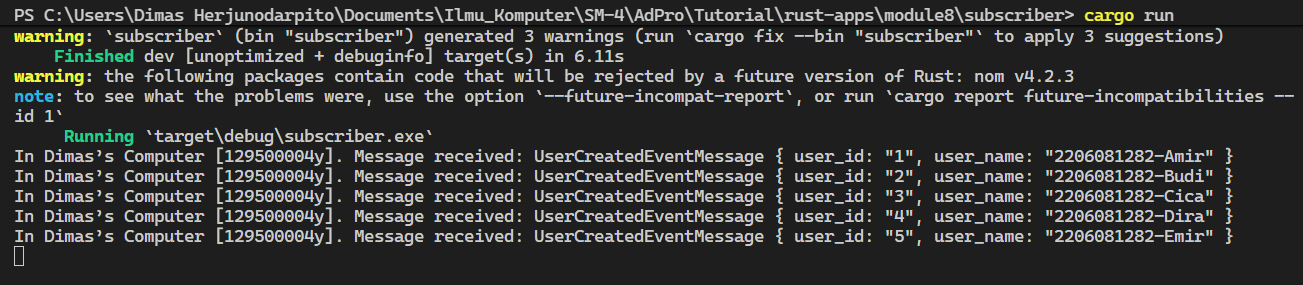 PS C:\Users\Dimas Herjunodarpito\Documents\Ilmu_Komputer\SM-4\AdPro\Tutorial\rust-apps\module8\subscriber> cargo run
warning: `subscriber` (bin "subscriber") generated 3 warnings (run `cargo fix --bin "subscriber"` to apply 3 suggestions)
    Finished dev [unoptimized + debuginfo] target(s) in 6.11s
warning: the following packages contain code that will be rejected by a future version of Rust: nom v4.2.3
note: to see what the problems were, use the option `--future-incompat-report`, or run `cargo report future-incompatibilities --
id 1`
     Running `target\debug\subscriber.exe`
In Dimas's Computer [129500004y]. Message received: UserCreatedEventMessage { user_id: "1", user_name: "2206081282-Amir" }
In Dimas's Computer [129500004y]. Message received: UserCreatedEventMessage { user_id: "2", user_name: "2206081282-Budi" }
In Dimas's Computer [129500004y]. Message received: UserCreatedEventMessage { user_id: "3", user_name: "2206081282-Cica" }
In Dimas's Computer [129500004y]. Message received: UserCreatedEventMessage { user_id: "4", user_name: "2206081282-Dira" }
In Dimas's Computer [129500004y]. Message received: UserCreatedEventMessage { user_id: "5", user_name: "2206081282-Emir" }